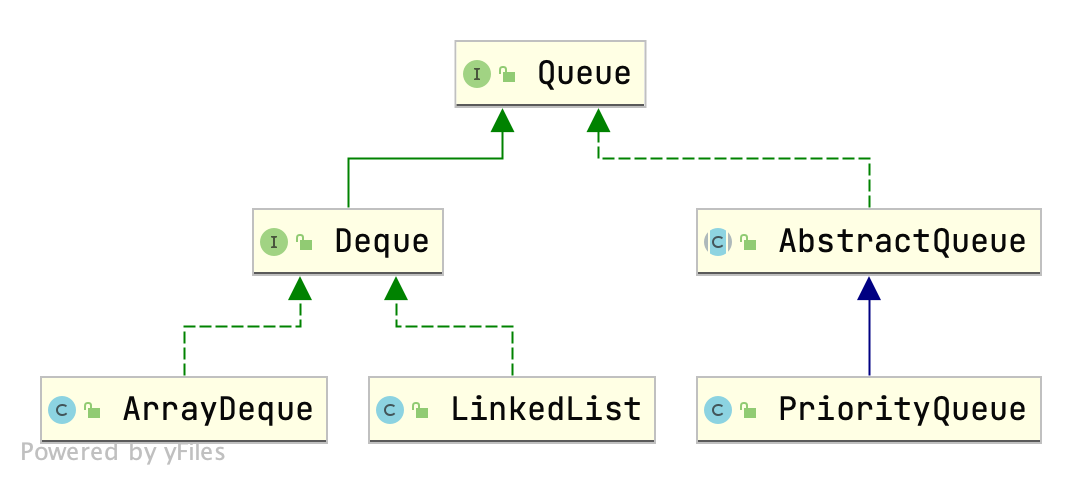 Queue
Deque
AbstractQueue
ArrayDeque
LinkedList
PriorityQueue
Powered by yFiles